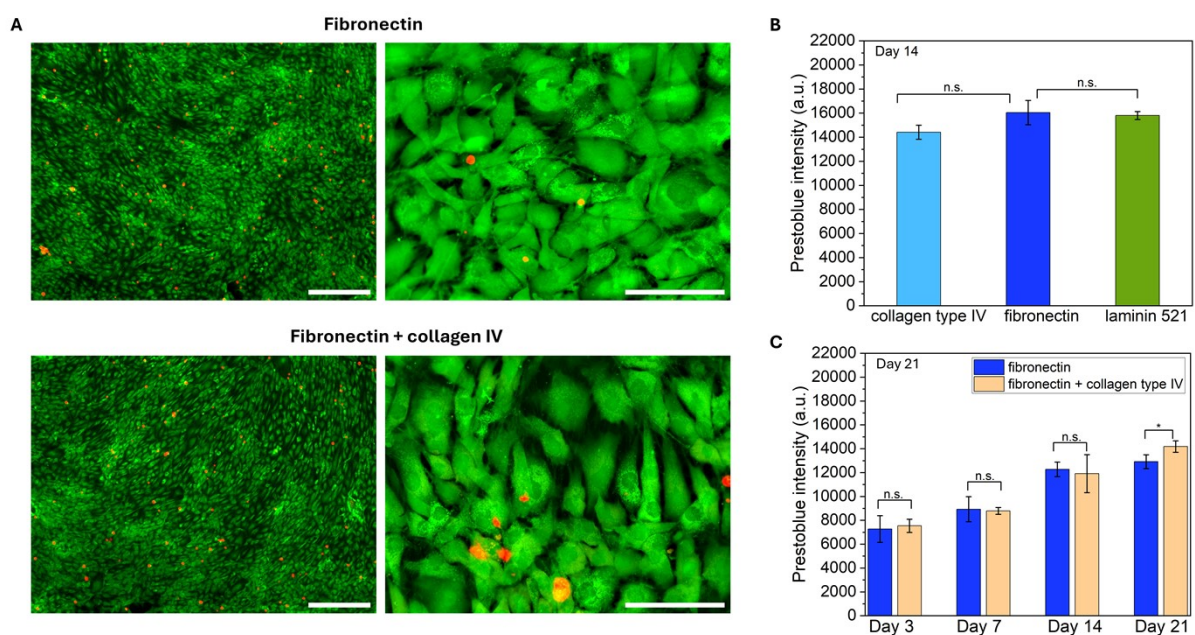 A
Fibronectin
Fibronectin + collagen IV
B
Prestoblue intensity (a.u.)
22000
20000
18000
16000
14000
12000
10000
8000
6000
4000
2000
0
Day 14
n.s.
n.s.
collagen type IV fibronectin laminin 521
C
Prestoblue intensity (a.u.)
22000
20000
18000
16000
14000
12000
10000
8000
6000
4000
2000
0
Day 21
fibronectin
fibronectin + collagen type IV
n.s.
n.s.
n.s.
*
Day 3 Day 7 Day 14 Day 21